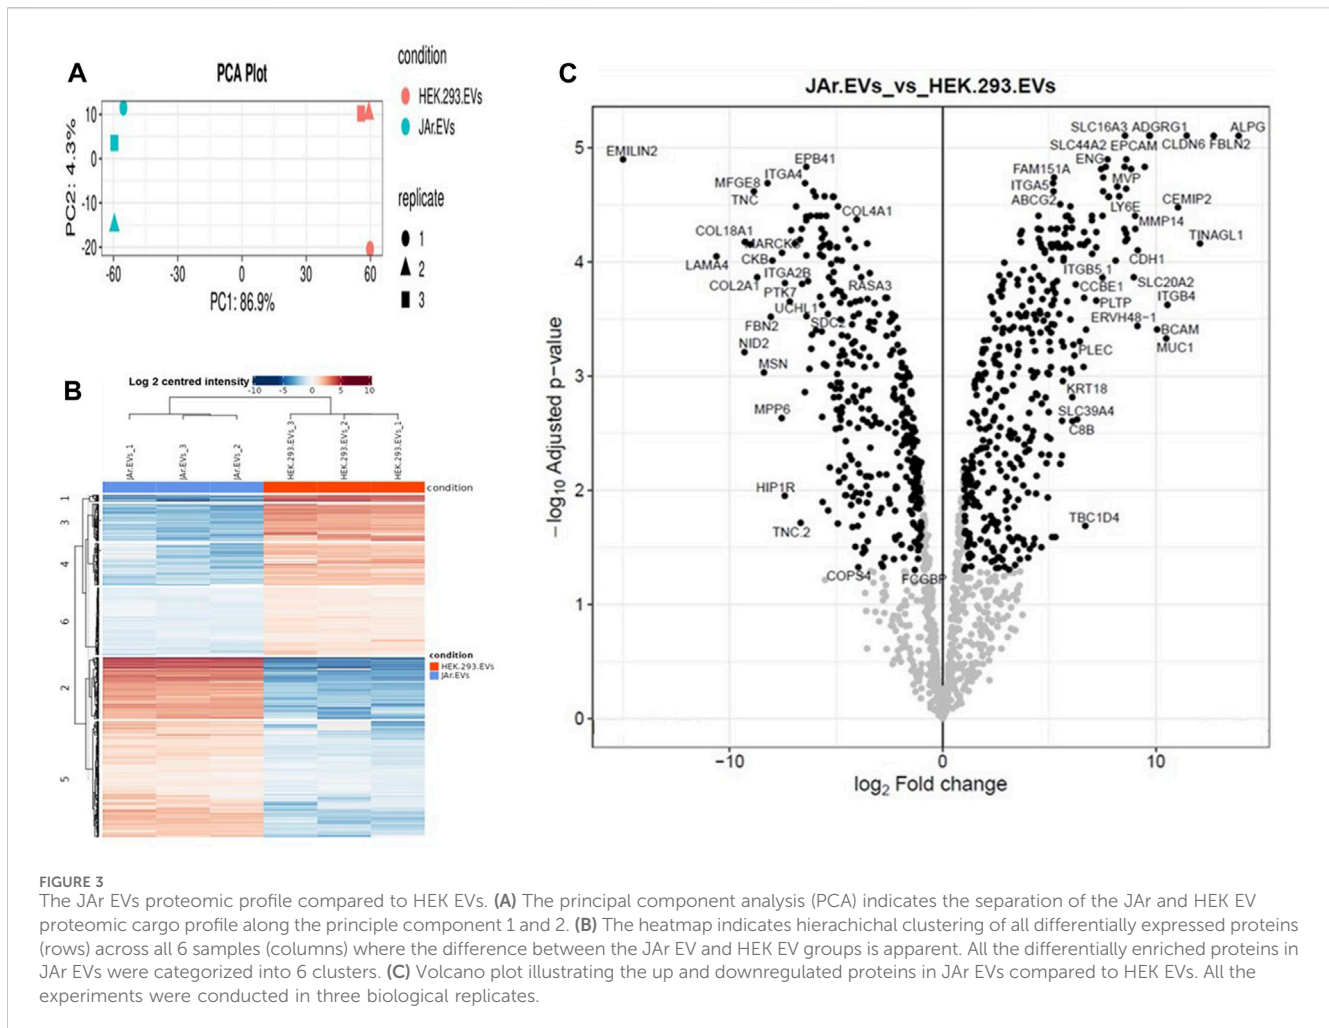 A
PCA Plot
PC2: 4.3%
10
0
-10
-20
-60
-30
0
30
60
PC1: 86.9%
condition
HEK.293.EVs
JAr.EVs
replicate
1
2
3
B
Log 2 centred intensity
-10
-5
0
5
10
JAr.EVs_1
JAr.EVs_3
JAr.EVs_2
HEK.293.EVs_3
HEK.293.EVs_2
HEK.293.EVs_1
condition
1
3
4
6
2
5
condition
HEK.293.EVs
JAr.EVs
C
JAr.EVs_vs_HEK.293.EVs
−log10 Adjusted p−value
5
4
3
2
1
0
−10
0
10
log2 Fold change
EMILIN2
EPB41
ITGA4
MFGE8
TNC
COL4A1
COL18A1
MARCKS
CKB
LAMA4
ITGA2B
COL2A1
PTK7
RASA3
UCHL1
SDC2
FBN2
NID2
MSN
MPP6
HIP1R
TNC.2
COPS4
FCGBP
SLC16A3 ADGRG1
ALPG
SLC44A2 EPCAM
CLDN6 FBLN2
ENG
FAM151A
MVP
ITGA5
ABCG2
LY6E
CEMIP2
MMP14
TINAGL1
CDH1
ITGB5.1
CCBE1
SLC20A2
PLTP
ITGB4
ERVH48−1
BCAM
PLEC
MUC1
KRT18
SLC39A4
C8B
TBC1D4
FIGURE 3
The JAr EVs proteomic profile compared to HEK EVs. (A) The principal component analysis (PCA) indicates the separation of the JAr and HEK EV
proteomic cargo profile along the principle component 1 and 2. (B) The heatmap indicates hierachichal clustering of all differentially expressed proteins
(rows) across all 6 samples (columns) where the difference between the JAr EV and HEK EV groups is apparent. All the differentially enriched proteins in
JAr EVs were categorized into 6 clusters. (C) Volcano plot illustrating the up and downregulated proteins in JAr EVs compared to HEK EVs. All the
experiments were conducted in three biological replicates.